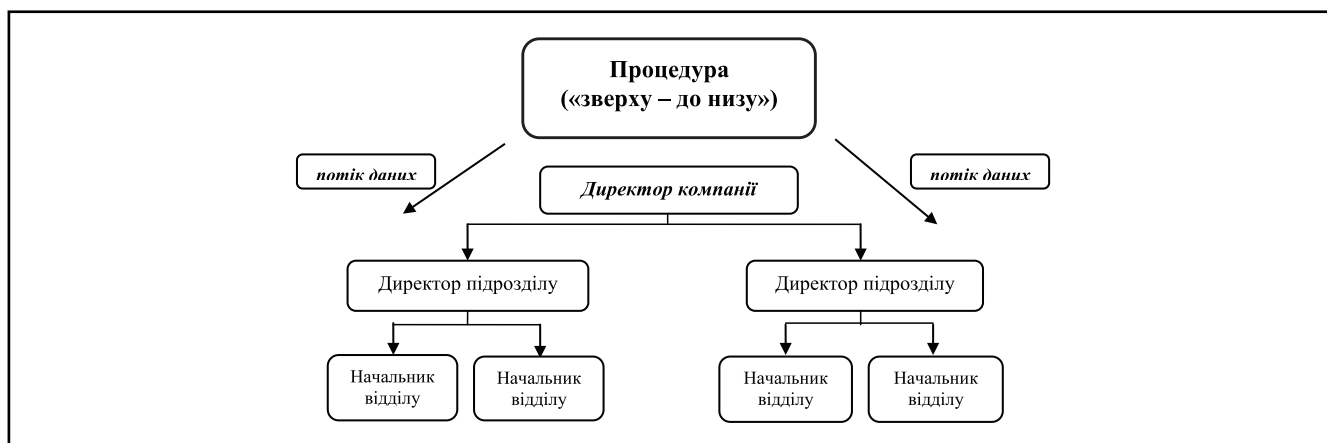 Процедура
(«зверху – до низу»)
потік даних
потік даних
Директор компанії
Директор підрозділу
Директор підрозділу
Начальник
відділу
Начальник
відділу
Начальник
відділу
Начальник
відділу